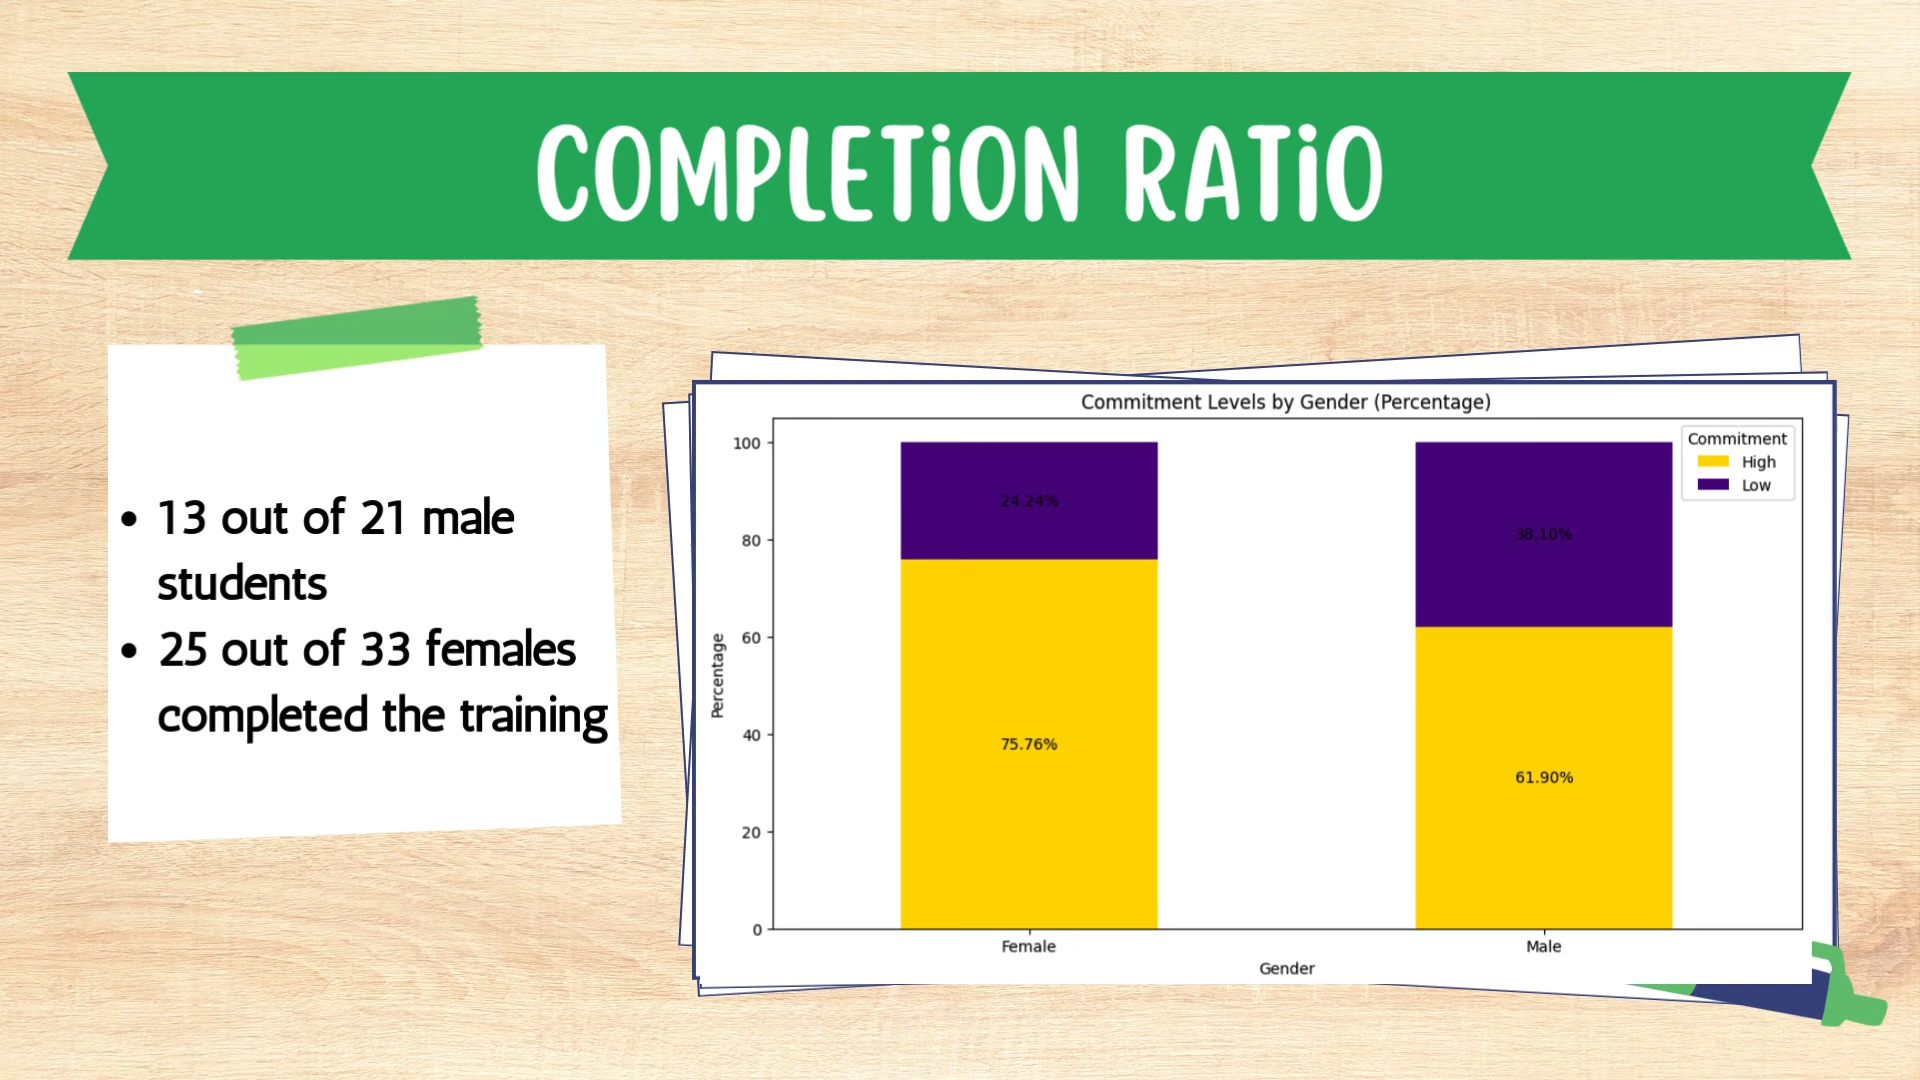 COMPLETiON RATiO
• 13 out of 21 male
students
• 25 out of 33 females
completed the training
Commitment Levels by Gender (Percentage)
Commitment
High
Low
Percentage
100
80
60
40
20
0
24.24%
75.76%
38.10%
61.90%
Female
Male
Gender